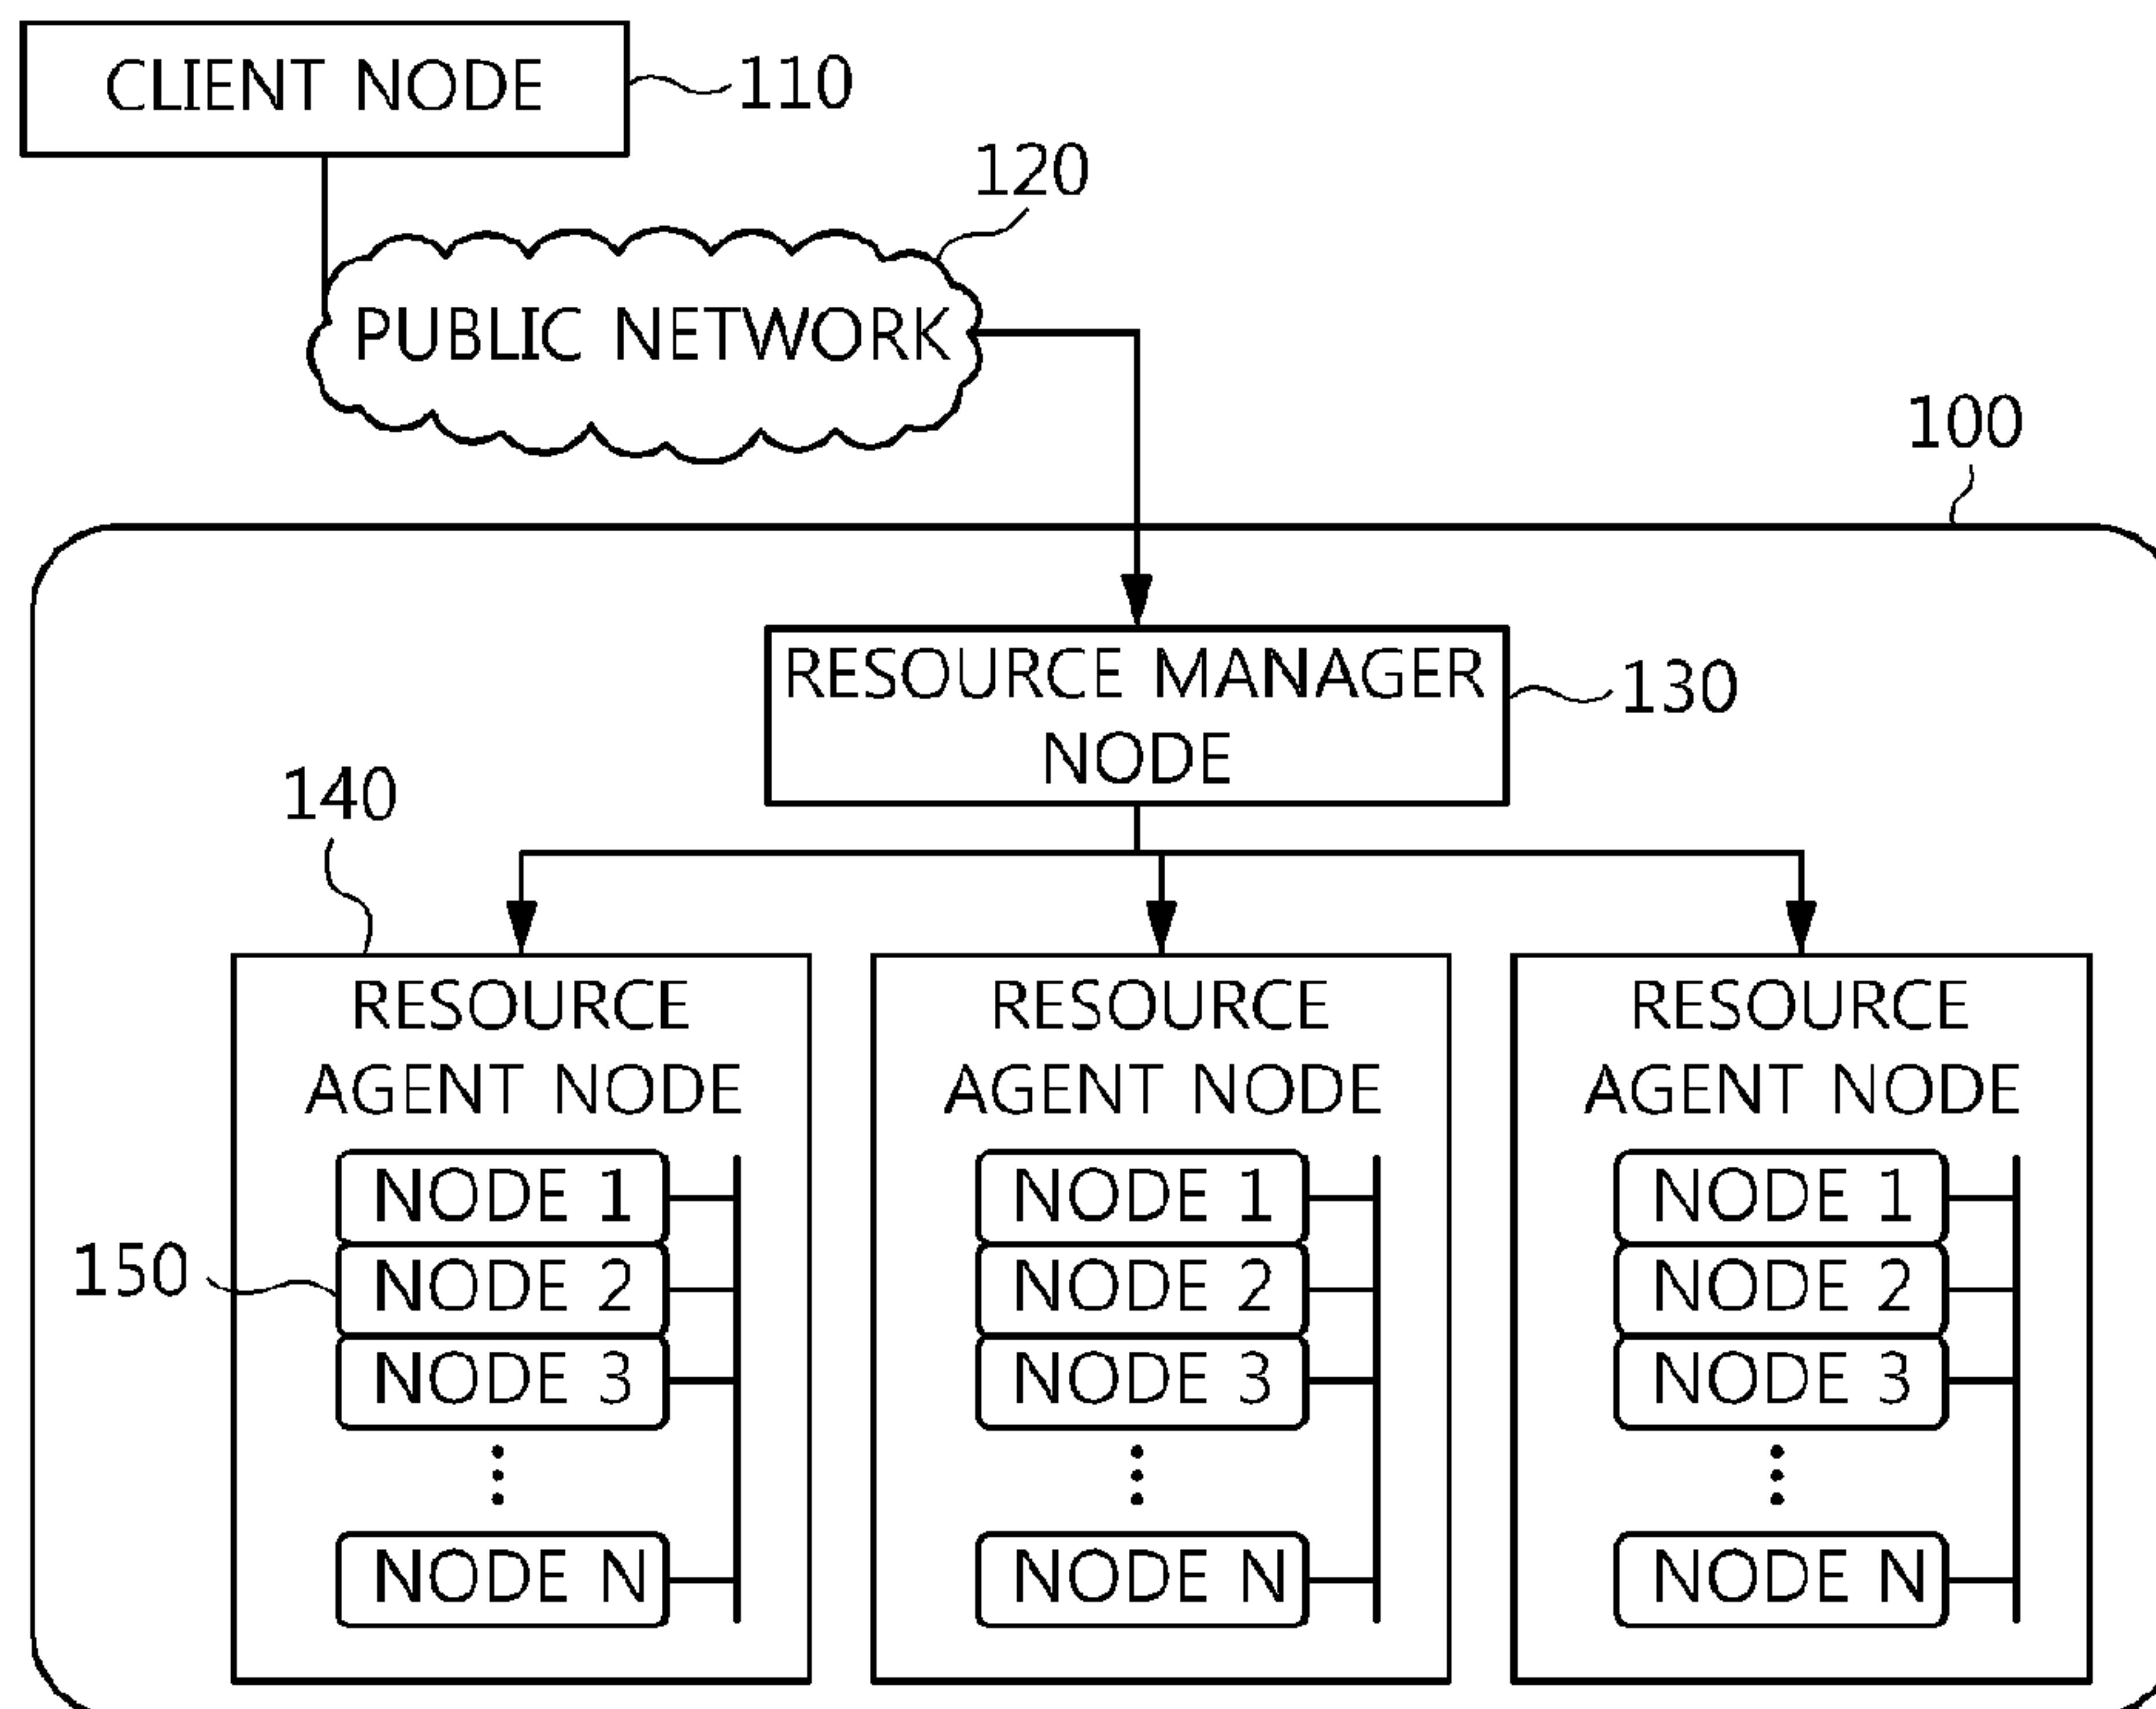 CLIENT NODE
110
120
PUBLIC NETWORK
100
RESOURCE MANAGER
NODE
130
140
RESOURCE
AGENT NODE
NODE 1
NODE 2
NODE 3
NODE N
150
RESOURCE
AGENT NODE
NODE 1
NODE 2
NODE 3
NODE N
RESOURCE
AGENT NODE
NODE 1
NODE 2
NODE 3
NODE N